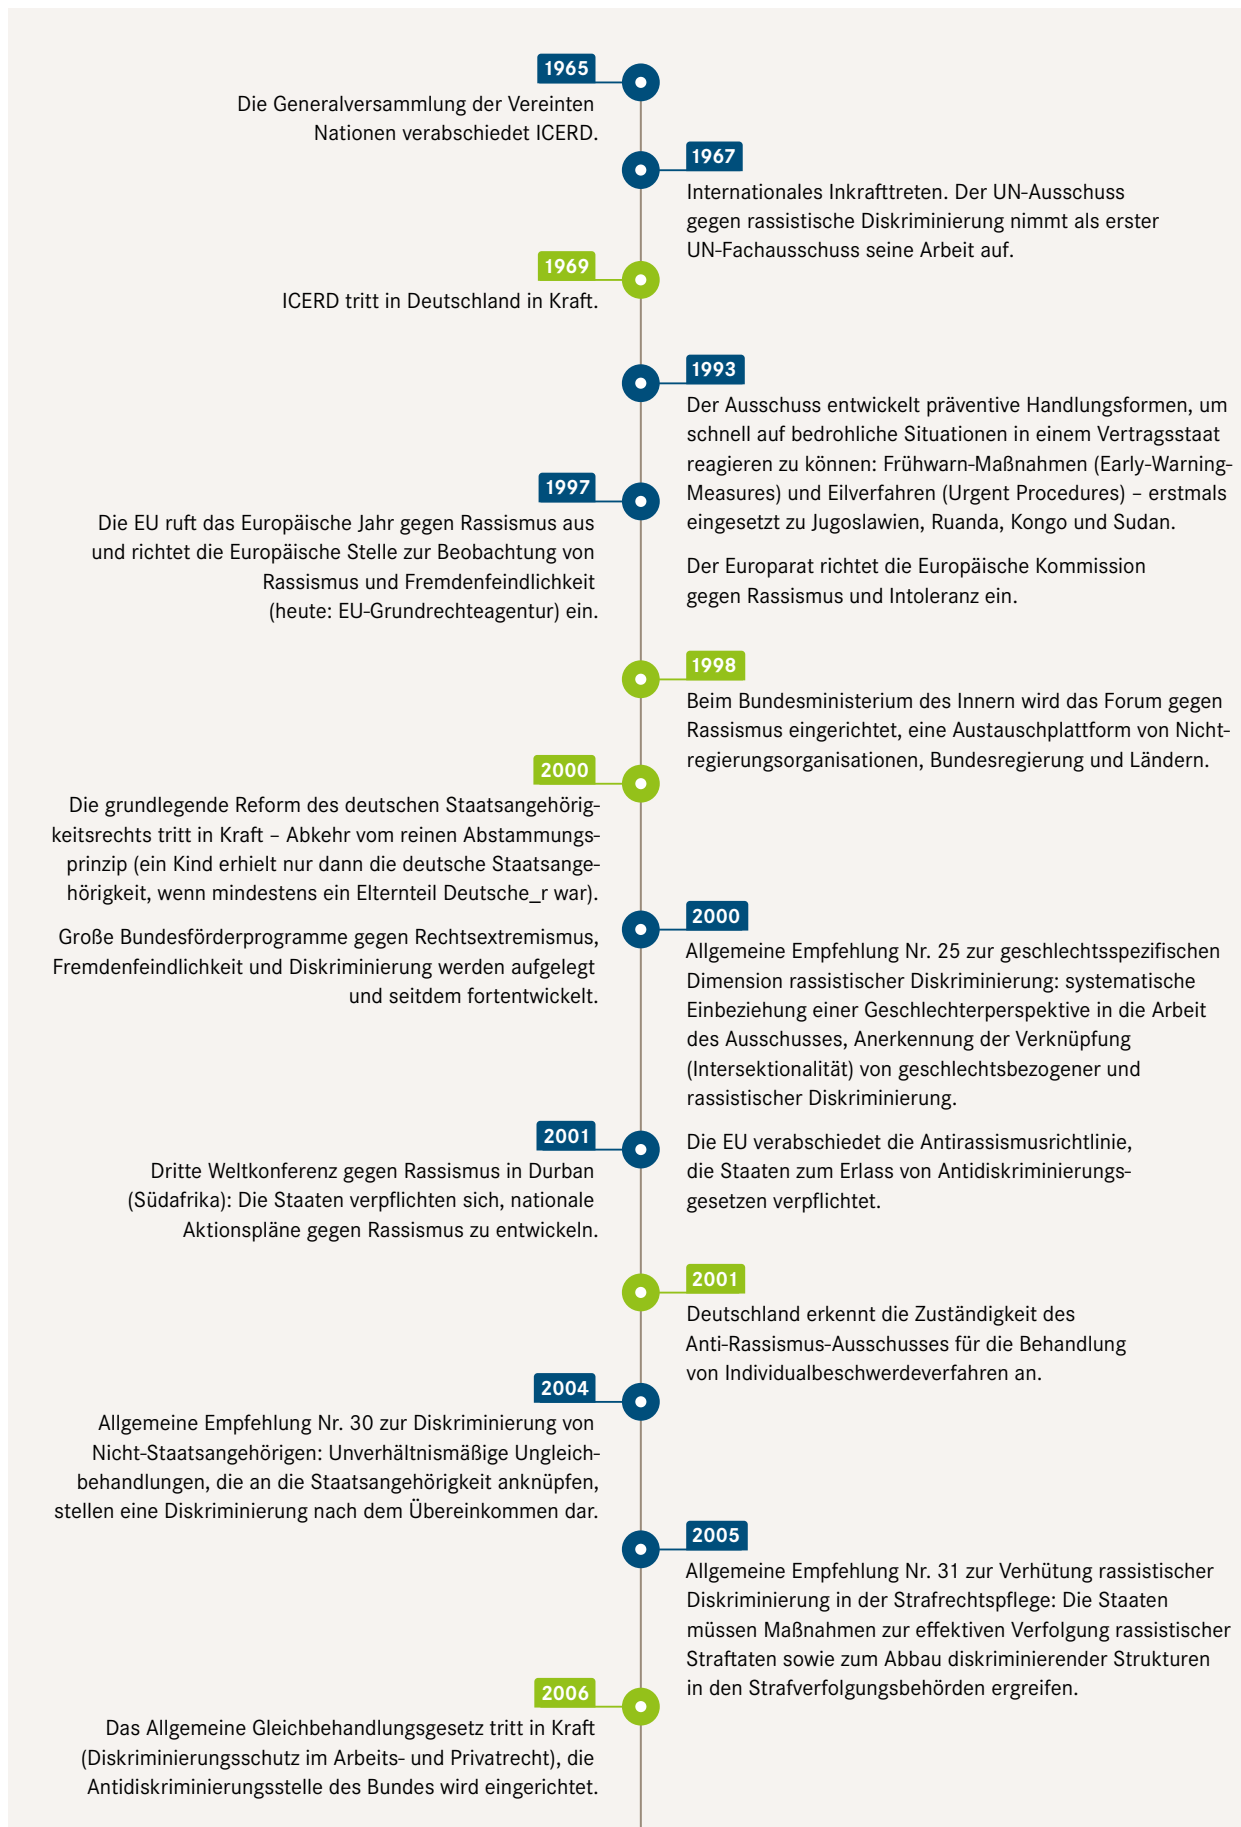 1965
Die Generalversammlung der Vereinten
Nationen verabschiedet ICERD.
1967
Internationales Inkrafttreten. Der UN-Ausschuss
gegen rassistische Diskriminierung nimmt als erster
UN-Fachausschuss seine Arbeit auf.
1969
ICERD tritt in Deutschland in Kraft.
1993
Der Ausschuss entwickelt präventive Handlungsformen, um
schnell auf bedrohliche Situationen in einem Vertragsstaat
reagieren zu können: Frühwarn-Maßnahmen (Early-Warning-
Measures) und Eilverfahren (Urgent Procedures) – erstmals
eingesetzt zu Jugoslawien, Ruanda, Kongo und Sudan.
Der Europarat richtet die Europäische Kommission
gegen Rassismus und Intoleranz ein.
1997
Die EU ruft das Europäische Jahr gegen Rassismus aus
und richtet die Europäische Stelle zur Beobachtung von
Rassismus und Fremdenfeindlichkeit
(heute: EU-Grundrechteagentur) ein.
1998
Beim Bundesministerium des Innern wird das Forum gegen
Rassismus eingerichtet, eine Austauschplattform von Nicht-
regierungsorganisationen, Bundesregierung und Ländern.
2000
Die grundlegende Reform des deutschen Staatsangehörig-
keitsrechts tritt in Kraft – Abkehr vom reinen Abstammungs-
prinzip (ein Kind erhielt nur dann die deutsche Staatsange-
hörigkeit, wenn mindestens ein Elternteil Deutsche_r war).
Große Bundesförderprogramme gegen Rechtsextremismus,
Fremdenfeindlichkeit und Diskriminierung werden aufgelegt
und seitdem fortentwickelt.
2000
Allgemeine Empfehlung Nr. 25 zur geschlechtsspezifischen
Dimension rassistischer Diskriminierung: systematische
Einbeziehung einer Geschlechterperspektive in die Arbeit
des Ausschusses, Anerkennung der Verknüpfung
(Intersektionalität) von geschlechtsbezogener und
rassistischer Diskriminierung.
Die EU verabschiedet die Antirassismusrichtlinie,
die Staaten zum Erlass von Antidiskriminierungs-
gesetzen verpflichtet.
2001
Dritte Weltkonferenz gegen Rassismus in Durban
(Südafrika): Die Staaten verpflichten sich, nationale
Aktionspläne gegen Rassismus zu entwickeln.
2001
Deutschland erkennt die Zuständigkeit des
Anti-Rassismus-Ausschusses für die Behandlung
von Individualbeschwerdeverfahren an.
2004
Allgemeine Empfehlung Nr. 30 zur Diskriminierung von
Nicht-Staatsangehörigen: Unverhältnismäßige Ungleich-
behandlungen, die an die Staatsangehörigkeit anknüpfen,
stellen eine Diskriminierung nach dem Übereinkommen dar.
2005
Allgemeine Empfehlung Nr. 31 zur Verhütung rassistischer
Diskriminierung in der Strafrechtspflege: Die Staaten
müssen Maßnahmen zur effektiven Verfolgung rassistischer
Straftaten sowie zum Abbau diskriminierender Strukturen
in den Strafverfolgungsbehörden ergreifen.
2006
Das Allgemeine Gleichbehandlungsgesetz tritt in Kraft
(Diskriminierungsschutz im Arbeits- und Privatrecht), die
Antidiskriminierungsstelle des Bundes wird eingerichtet.